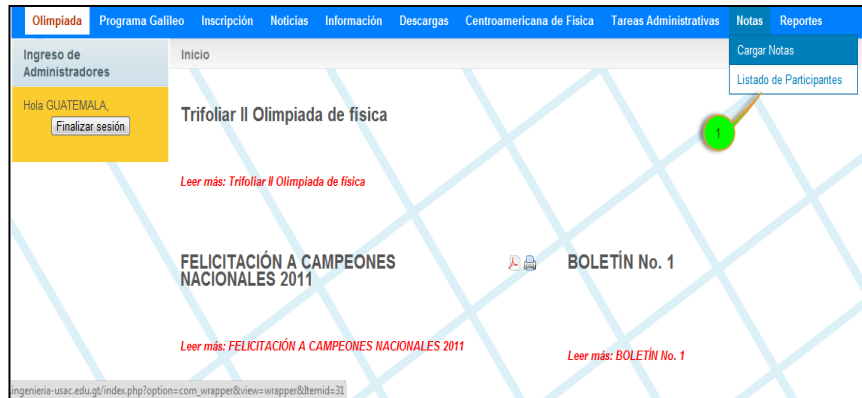 Olimpiada Programa Galileo Inscripción Noticias Información Descargas Centroamericana de Física Tareas Administrativas Notas Reportes
Cargar Notas
Listado de Participantes
1
Ingreso de
Administradores
Hola GUATEMALA,
Finalizar sesión
Inicio
Trifoliar II Olimpiada de física
Leer más: Trifoliar II Olimpiada de física
FELICITACIÓN A CAMPEONES
NACIONALES 2011
Leer más: FELICITACIÓN A CAMPEONES NACIONALES 2011
BOLETÍN No. 1
Leer más: BOLETÍN No. 1
ingenieria-usac.edu.gt/index.php?option=com_wrapper&view=wrapper&Itemid=31